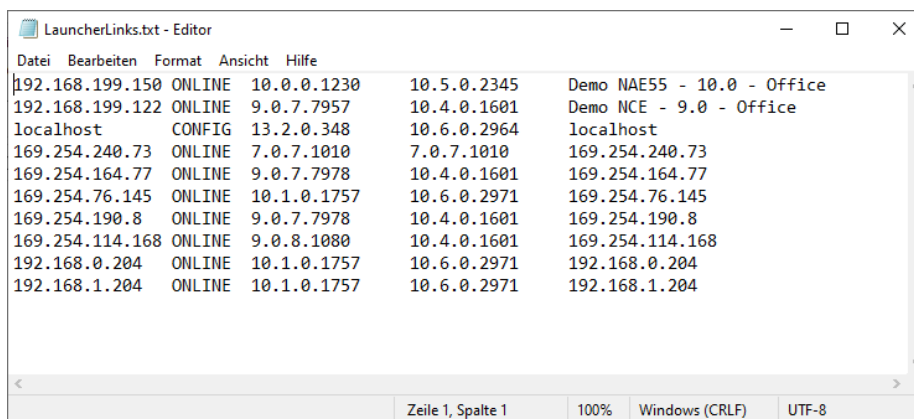 LauncherLinks.txt - Editor
Datei Bearbeiten Format Ansicht Hilfe
192.168.199.150 ONLINE 10.0.0.1230 10.5.0.2345 Demo NAE55 - 10.0 - Office
192.168.199.122 ONLINE 9.0.7.7957 10.4.0.1601 Demo NCE - 9.0 - Office
localhost CONFIG 13.2.0.348 10.6.0.2964 localhost
169.254.240.73 ONLINE 7.0.7.1010 7.0.7.1010 169.254.240.73
169.254.164.77 ONLINE 9.0.7.7978 10.4.0.1601 169.254.164.77
169.254.76.145 ONLINE 10.1.0.1757 10.6.0.2971 169.254.76.145
169.254.190.8 ONLINE 9.0.7.7978 10.4.0.1601 169.254.190.8
169.254.114.168 ONLINE 9.0.8.1080 10.4.0.1601 169.254.114.168
192.168.0.204 ONLINE 10.1.0.1757 10.6.0.2971 192.168.0.204
192.168.1.204 ONLINE 10.1.0.1757 10.6.0.2971 192.168.1.204
Zeile 1, Spalte 1 100% Windows (CRLF) UTF-8